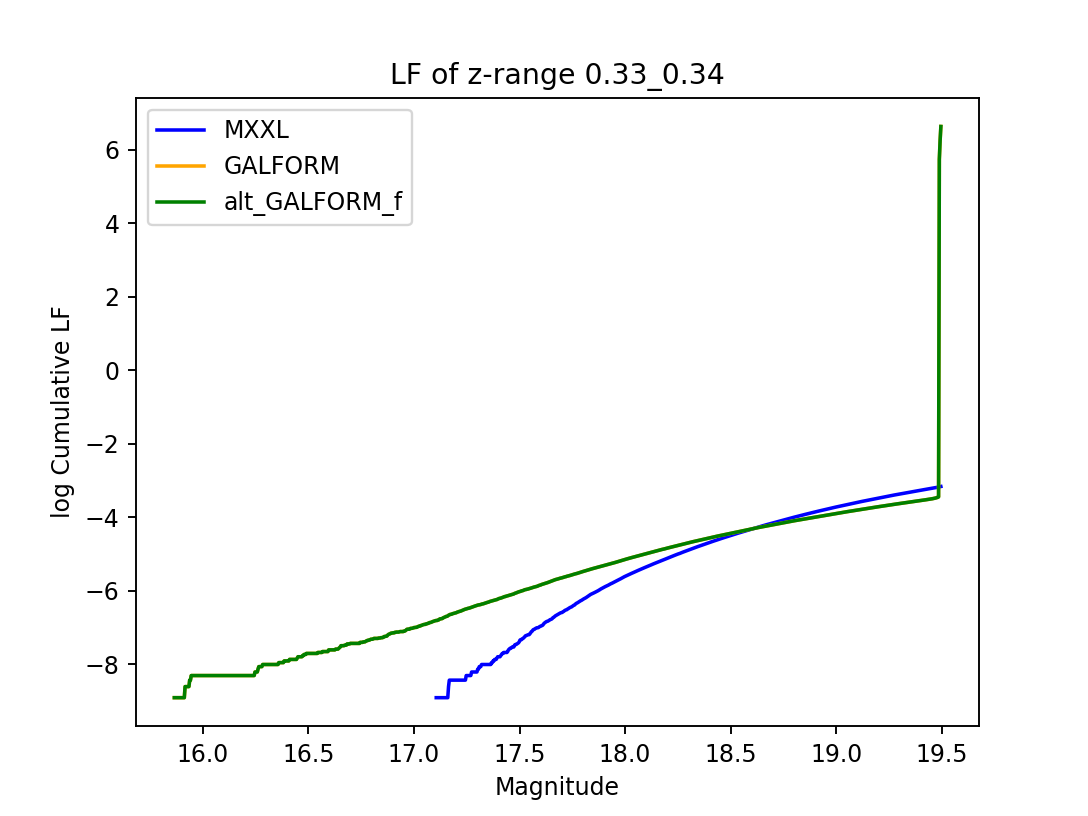 LF of z-range 0.33_0.34
MXXL
GALFORM
alt_GALFORM_f
6
4
2
0
−2
−4
−6
−8
log Cumulative LF
16.0 16.5 17.0 17.5 18.0 18.5 19.0 19.5
Magnitude